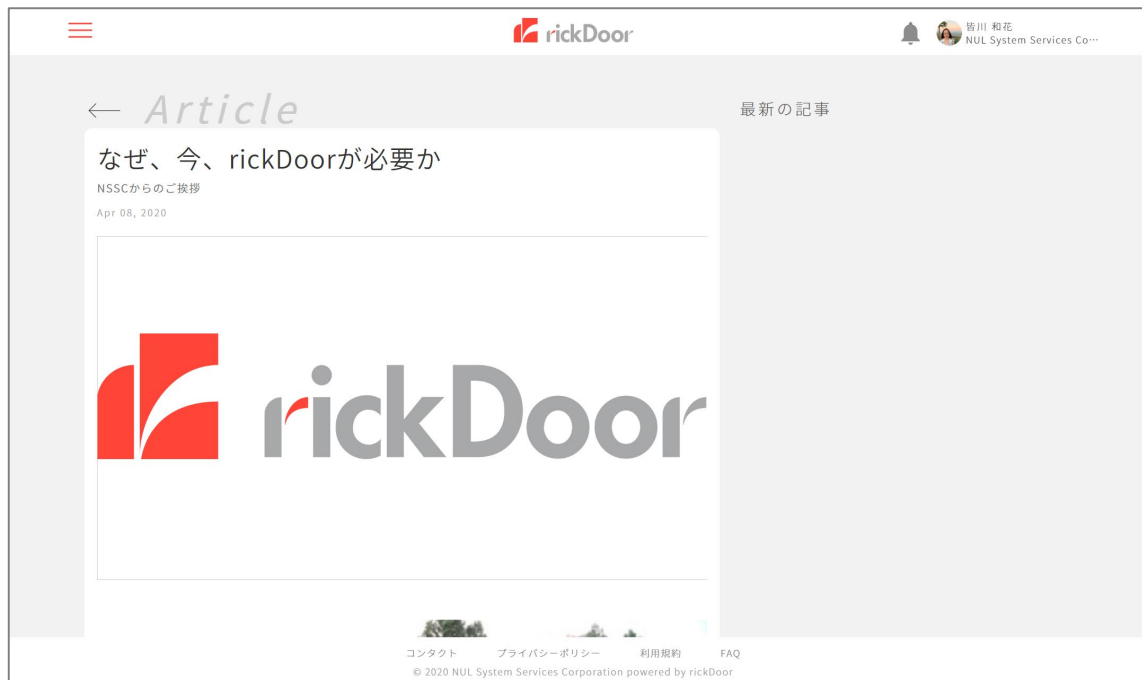 rickDoor
皆川 和花
NUL System Services Co…
Article
最新の記事
なぜ、今、rickDoorが必要か
NSSCからのご挨拶
Apr 08, 2020
rickDoor
コンタクト プライバシーポリシー 利用規約 FAQ
© 2020 NUL System Services Corporation powered by rickDoor